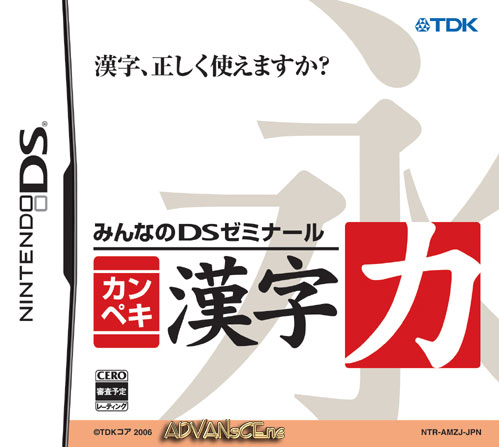 TDK
漢字、正しく使えますか?
NINTENDO DS®
永
みんなのDSゼミナール
カン
ペキ
漢字力
CERO
審査予定
レーティング
©TDKコア 2006
ADVANsCEne
NTR-AMZJ-JPN